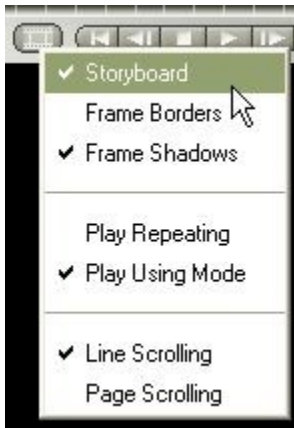 Storyboard
Frame Borders
Frame Shadows
Play Repeating
Play Using Mode
Line Scrolling
Page Scrolling